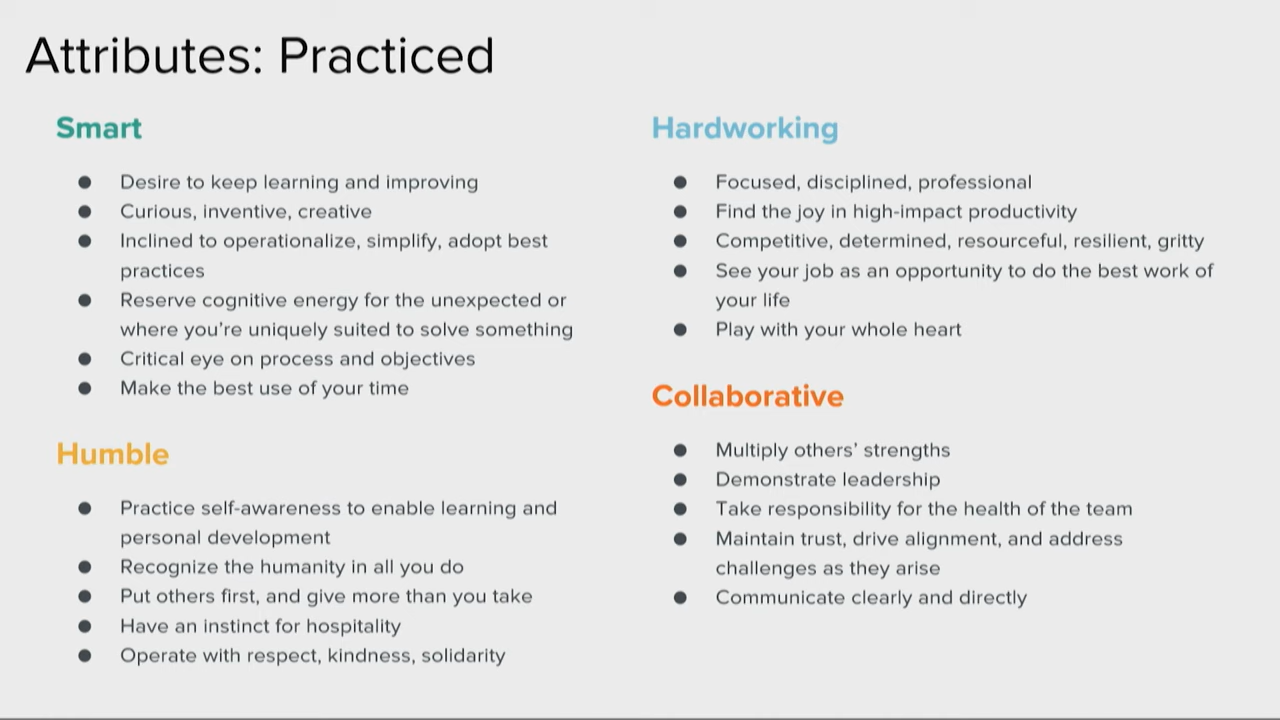 Attributes: Practiced
Smart
● Desire to keep learning and improving
● Curious, inventive, creative
● Inclined to operationalize, simplify, adopt best
practices
● Reserve cognitive energy for the unexpected or
where you’re uniquely suited to solve something
● Critical eye on process and objectives
● Make the best use of your time
Humble
● Practice self-awareness to enable learning and
personal development
● Recognize the humanity in all you do
● Put others first, and give more than you take
● Have an instinct for hospitality
● Operate with respect, kindness, solidarity
Hardworking
● Focused, disciplined, professional
● Find the joy in high-impact productivity
● Competitive, determined, resourceful, resilient, gritty
● See your job as an opportunity to do the best work of
your life
● Play with your whole heart
Collaborative
● Multiply others’ strengths
● Demonstrate leadership
● Take responsibility for the health of the team
● Maintain trust, drive alignment, and address
challenges as they arise
● Communicate clearly and directly